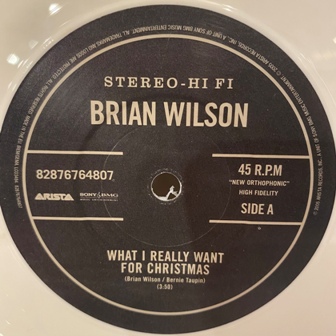 STEREO-HI FI
BRIAN WILSON
82876764807
45 R.P.M
"NEW ORTHOPHONIC"
HIGH FIDELITY
ARISTA
SONY BMG
SIDE A
WHAT I REALLY WANT
FOR CHRISTMAS
(Brian Wilson / Bernie Taupin)
(3:50)